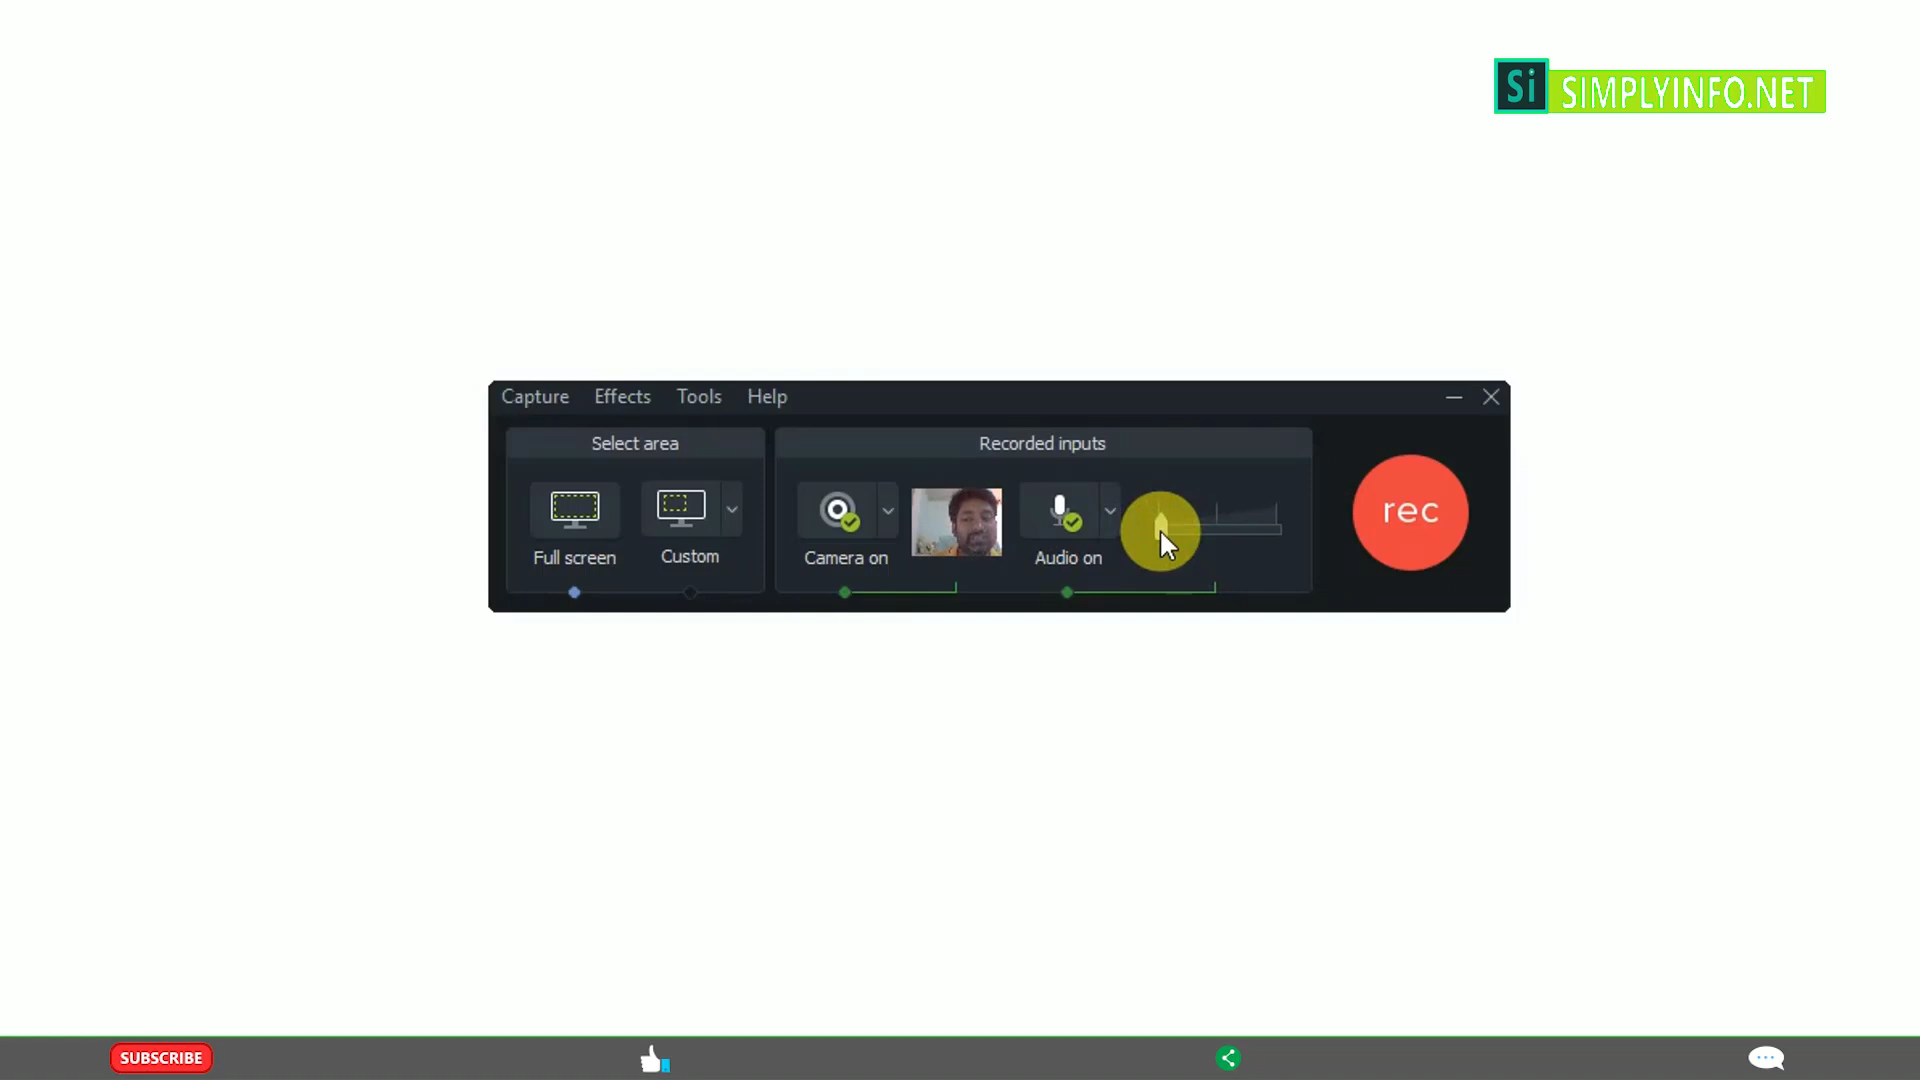 Si SIMPLYINFO.NET
Capture Effects Tools Help
Select area
Recorded inputs
Full screen
Custom
Camera on
Audio on
rec
SUBSCRIBE